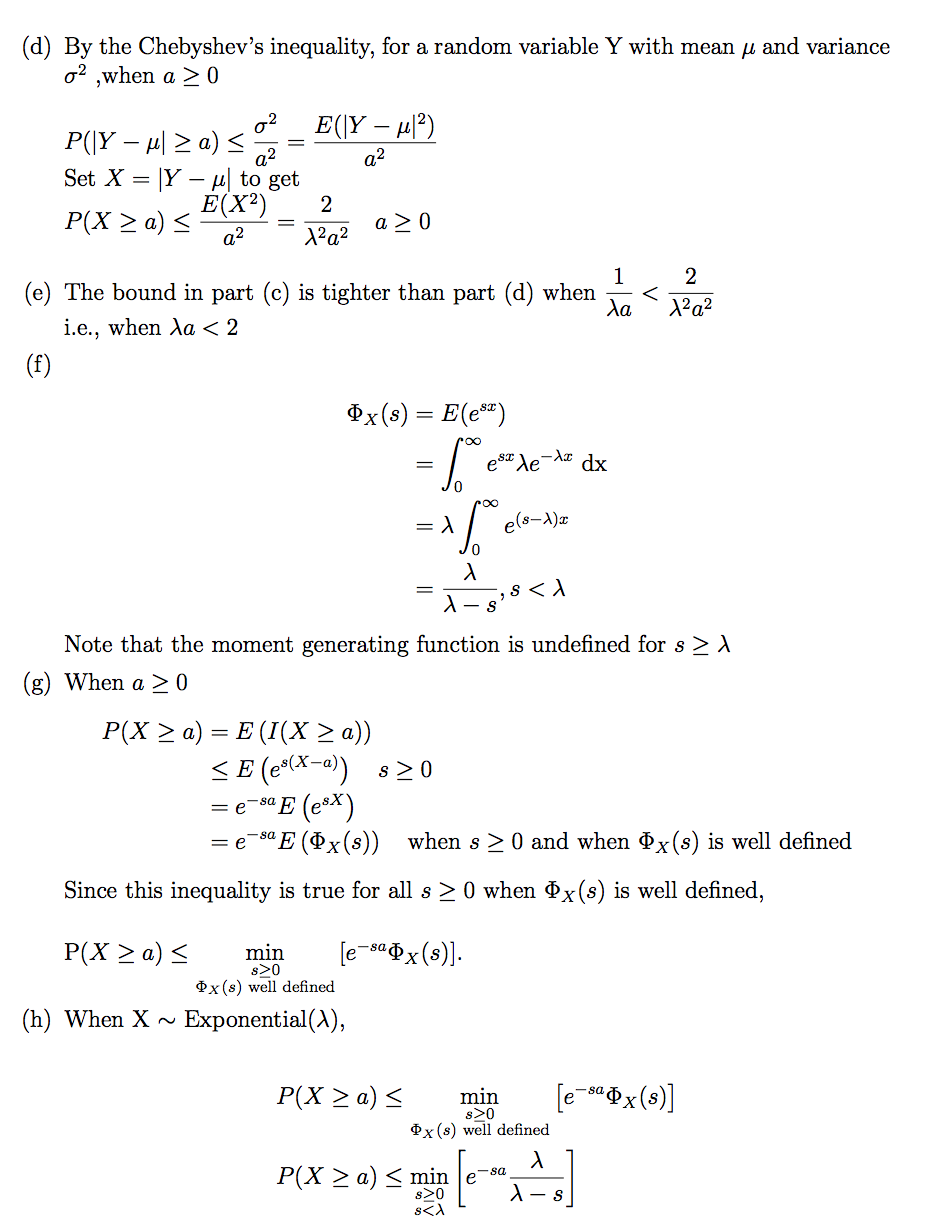 (d) By the Chebyshev's inequality, for a random variable Y with mean μ and variance
σ² ,when a ≥ 0
P(|Y − μ| ≥ a) ≤ σ²/a² = E(|Y − μ|²)/a²
Set X = |Y − μ| to get
P(X ≥ a) ≤ E(X²)/a² = 2/λ²a² a ≥ 0
(e) The bound in part (c) is tighter than part (d) when 1/λa < 2/λ²a²
i.e., when λa < 2
(f)
Φ_X(s) = E(e^{sx})
= ∫_0^∞ e^{sx} λe^{−λx} dx
= λ ∫_0^∞ e^{(s−λ)x}
= λ/(λ − s), s < λ
Note that the moment generating function is undefined for s ≥ λ
(g) When a ≥ 0
P(X ≥ a) = E (I(X ≥ a))
≤ E (e^{s(X−a)}) s ≥ 0
= e^{−sa} E (e^{sX})
= e^{−sa} E (Φ_X(s)) when s ≥ 0 and when Φ_X(s) is well defined
Since this inequality is true for all s ≥ 0 when Φ_X(s) is well defined,
P(X ≥ a) ≤ min [e^{−sa}Φ_X(s)].
s≥0
Φ_X(s) well defined
(h) When X ∼ Exponential(λ),
P(X ≥ a) ≤ min [e^{−sa}Φ_X(s)]
s≥0
Φ_X(s) well defined
P(X ≥ a) ≤ min [e^{−sa} λ/(λ − s)]
s≥0
s<λ